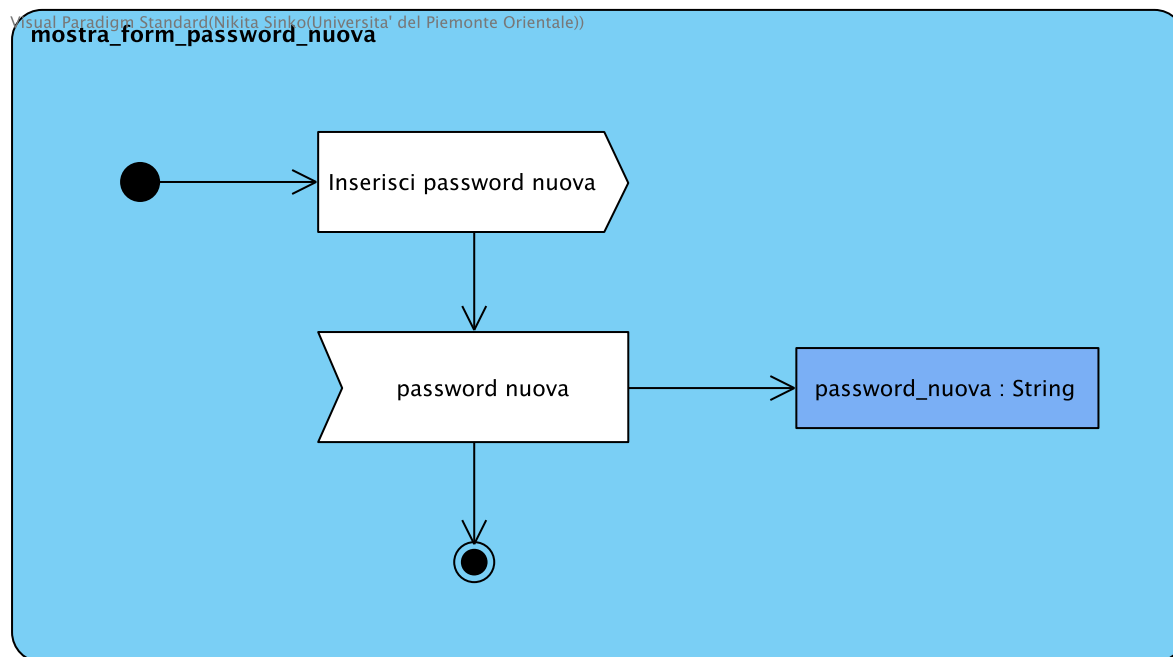 Visual Paradigm Standard(Nikita Sinko(Universita' del Piemonte Orientale))
mostra_form_password_nuova
Inserisci password nuova
password nuova
password_nuova : String